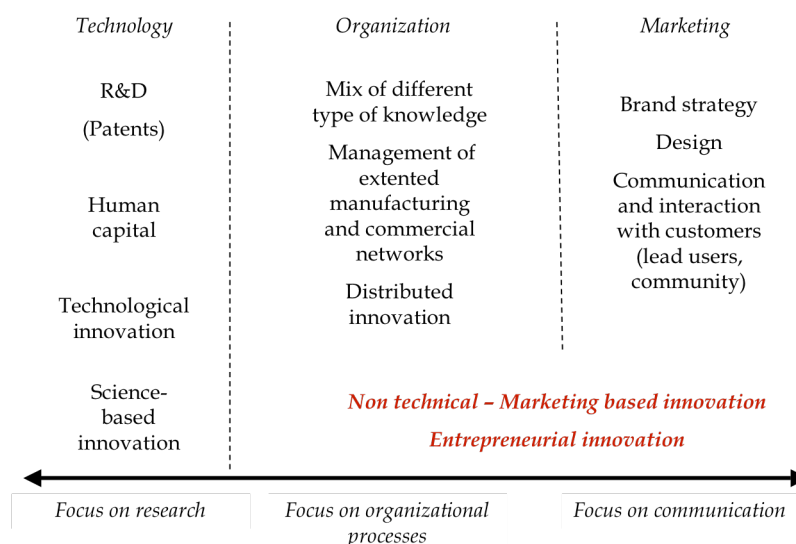 Technology
Organization
Marketing
R&D
(Patents)
Human
capital
Technological
innovation
Science-
based
innovation
Mix of different
type of knowledge
Management of
extented
manufacturing
and commercial
networks
Distributed
innovation
Brand strategy
Design
Communication
and interaction
with customers
(lead users,
community)
Non technical – Marketing based innovation
Entrepreneurial innovation
Focus on research
Focus on organizational
processes
Focus on communication